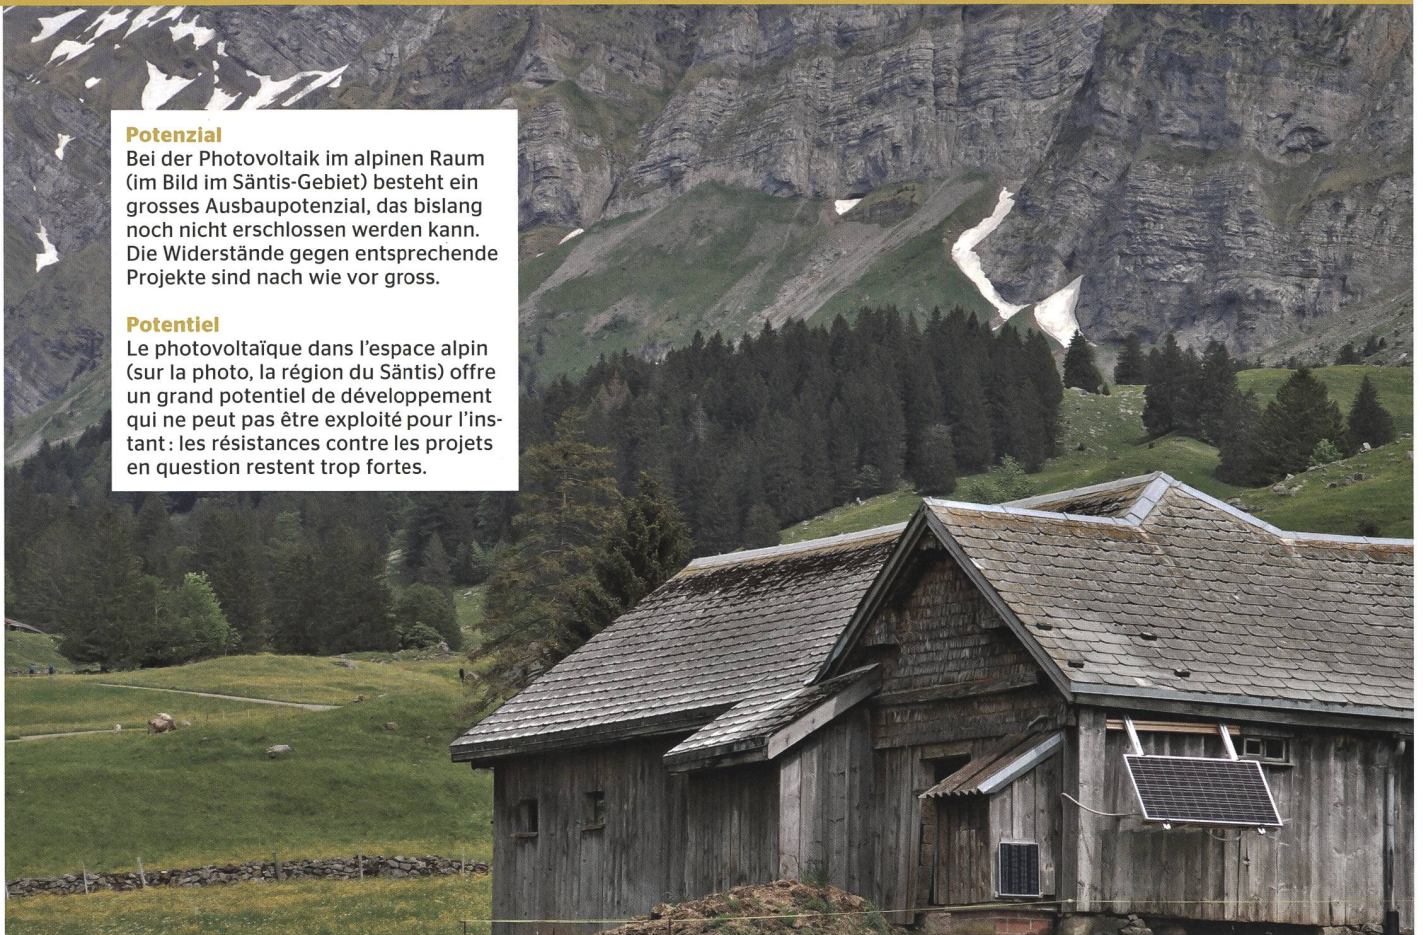 Potenzial
Bei der Photovoltaik im alpinen Raum
(im Bild im Säntis-Gebiet) besteht ein
grosses Ausbaupotenzial, das bislang
noch nicht erschlossen werden kann.
Die Widerstände gegen entsprechende
Projekte sind nach wie vor gross.
Potentiel
Le photovoltaïque dans l'espace alpin
(sur la photo, la région du Säntis) offre
un grand potentiel de développement
qui ne peut pas être exploité pour l'ins-
tant : les résistances contre les projets
en question restent trop fortes.